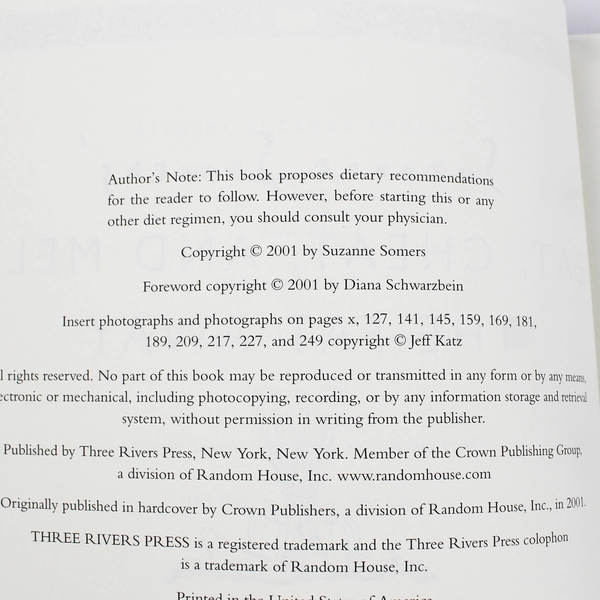 Author's Note: This book proposes dietary recommendations
for the reader to follow. However, before starting this or any
other diet regimen, you should consult your physician.
Copyright © 2001 by Suzanne Somers
Foreword copyright © 2001 by Diana Schwarzbein
Insert photographs and photographs on pages x, 127, 141, 145, 159, 169, 181,
189, 209, 217, 227, and 249 copyright © Jeff Katz
l rights reserved. No part of this book may be reproduced or transmitted in any form or by any means,
ectronic or mechanical, including photocopying, recording, or by any information storage and retrieval
system, without permission in writing from the publisher.
Published by Three Rivers Press, New York, New York. Member of the Crown Publishing Group,
a division of Random House, Inc. www.randomhouse.com
Originally published in hardcover by Crown Publishers, a division of Random House, Inc., in 2001.
THREE RIVERS PRESS is a registered trademark and the Three Rivers Press colophon
is a trademark of Random House, Inc.
Printed in the United States of America